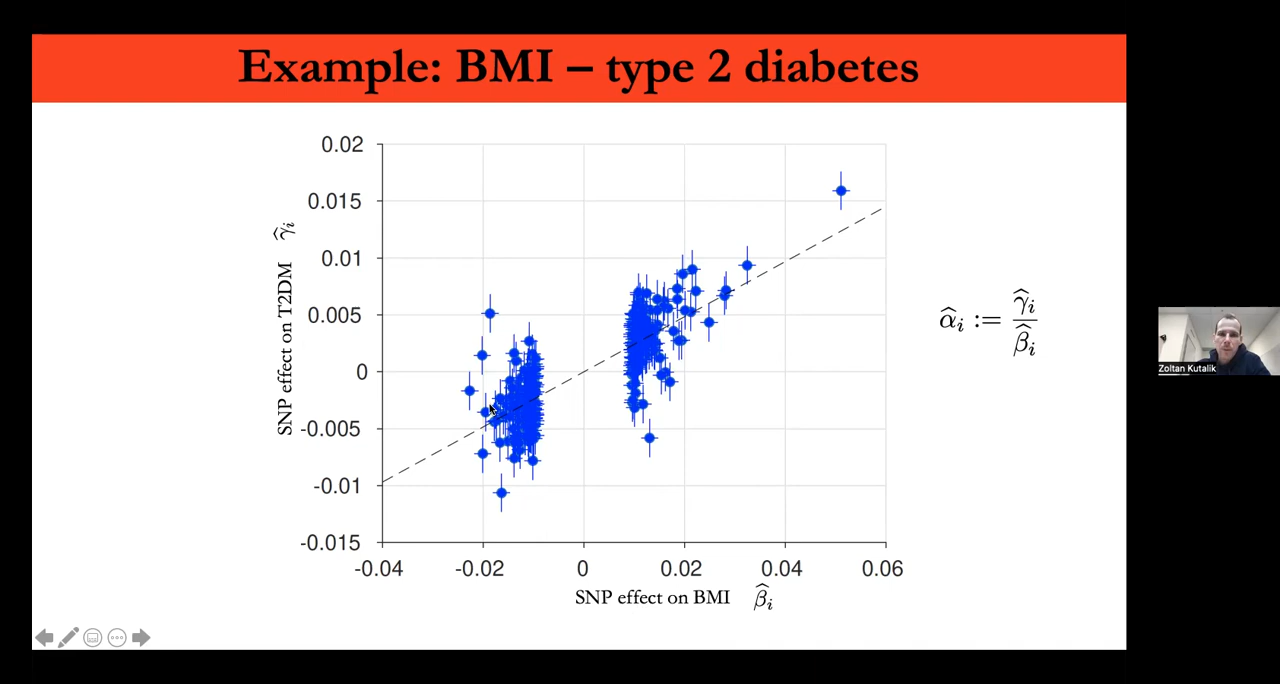 Example: BMI – type 2 diabetes
0.02
0.015
0.01
0.005
0
-0.005
-0.01
-0.015
-0.04
-0.02
0
0.02
0.04
0.06
SNP effect on T2DM γ̂ᵢ
SNP effect on BMI β̂ᵢ
α̂ᵢ := γ̂ᵢ / β̂ᵢ
Zoltan Kutalik